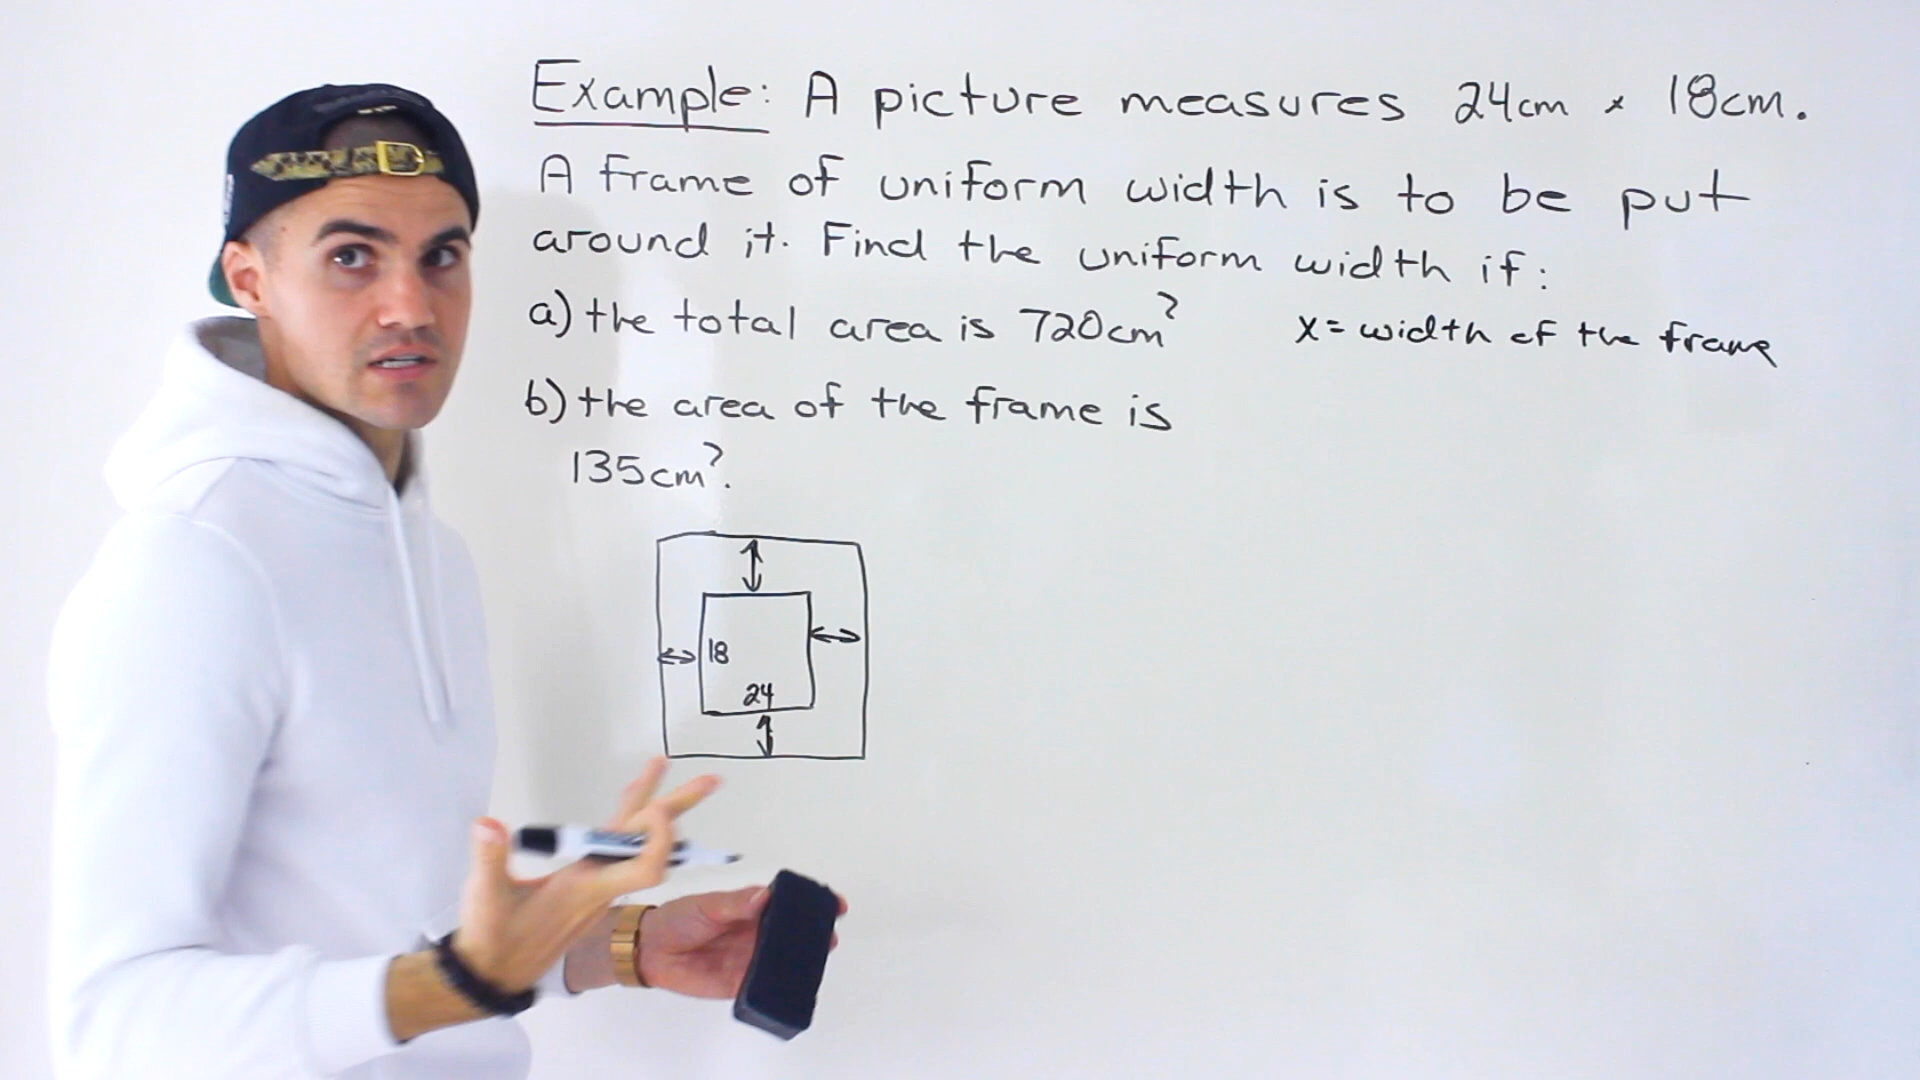 Example: A picture measures 24cm × 18cm.
A frame of uniform width is to be put
around it. Find the uniform width if:
a) the total area is 720cm²
x = width of the frame
b) the area of the frame is
135cm².
18
24